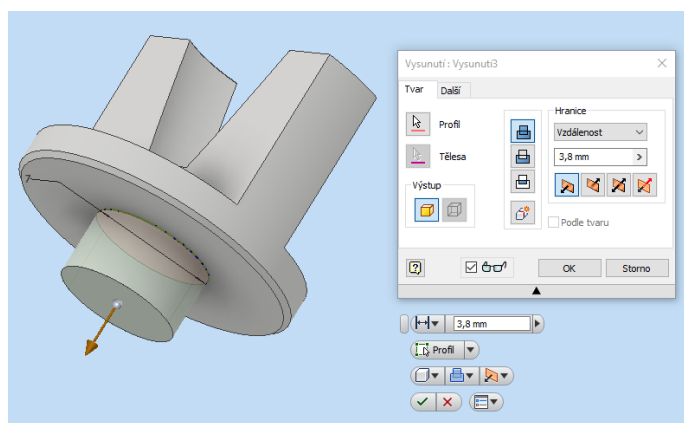 Vysunutí : Vysunutí3
Tvar
Další
Profil
Tělesa
Výstup
Hranice
Vzdálenost
3,8 mm
Podle tvaru
OK
Storno
7
3,8 mm
Profil